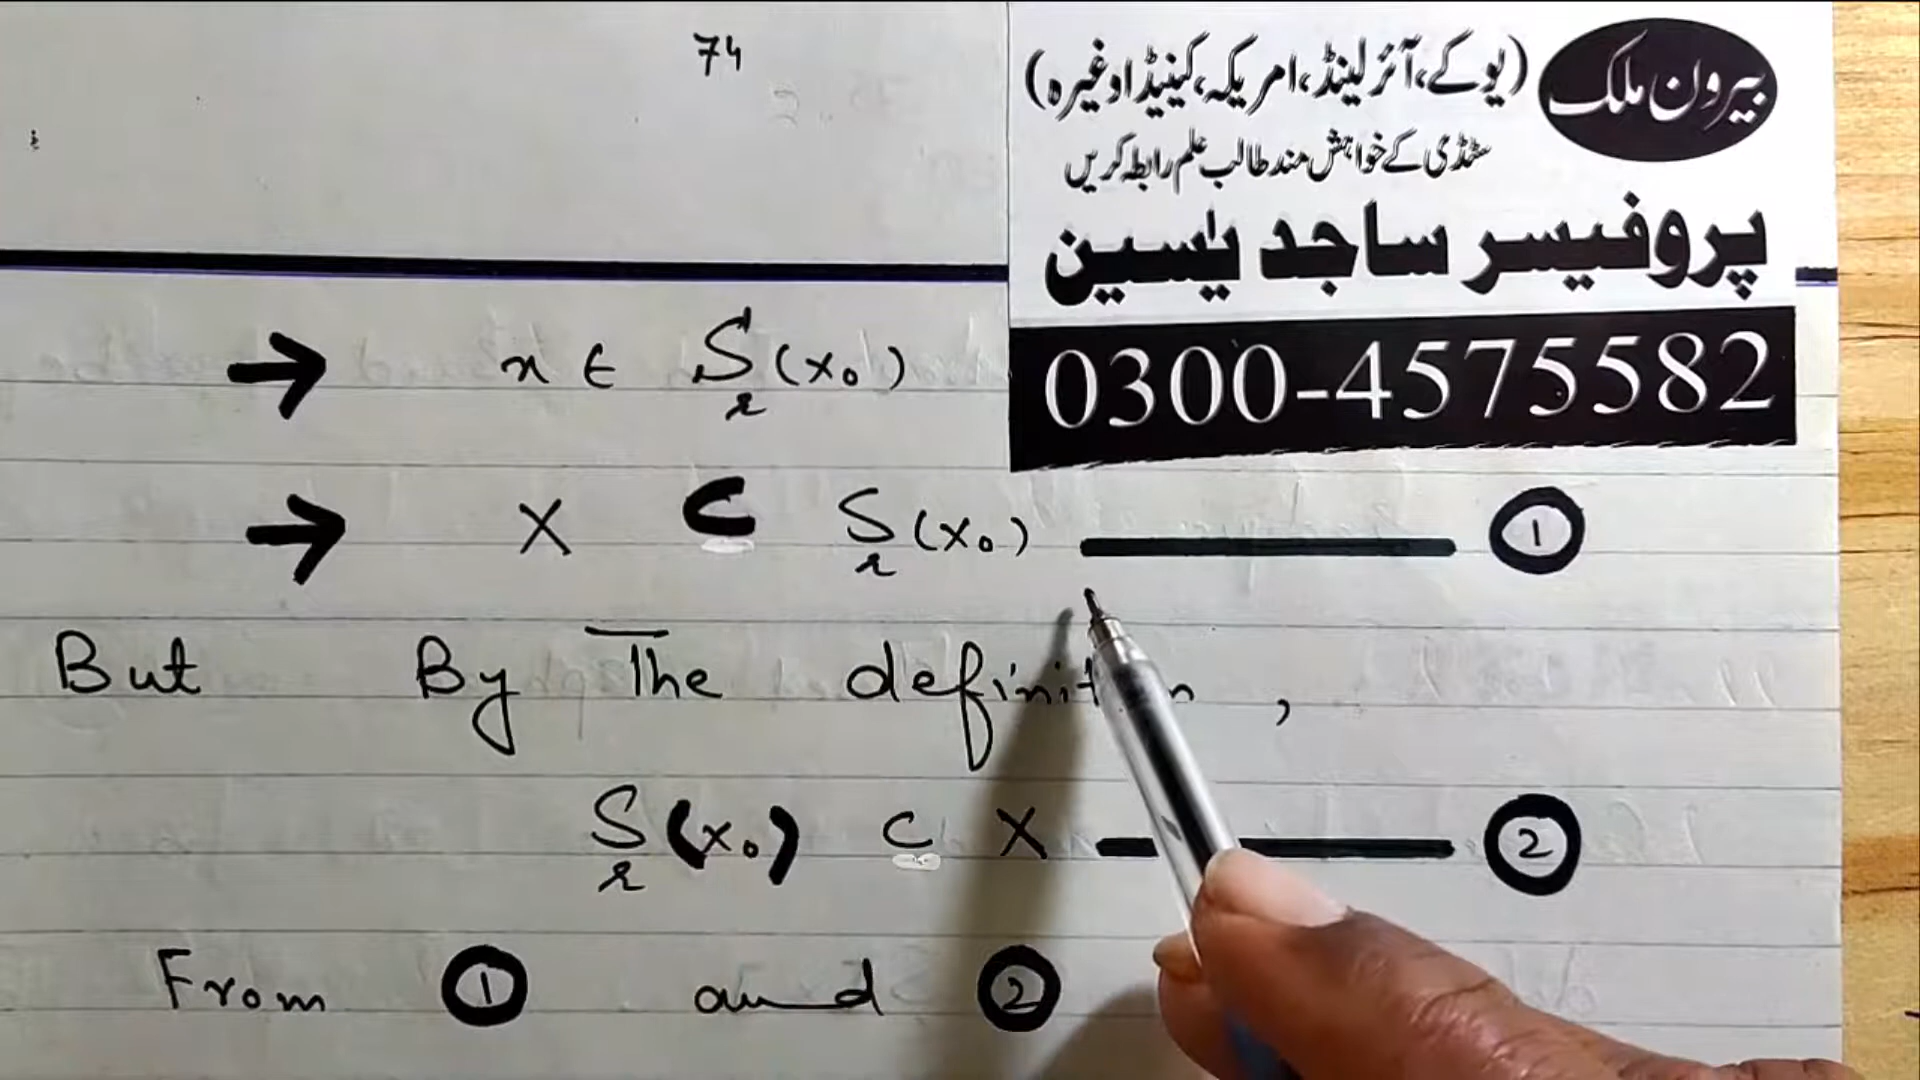 74
(یوکے، آئرلینڈ، امریکہ، کینیڈا وغیرہ) بیرون ملک
سٹڈی کے خواہش مند طالب علم رابطہ کریں
پروفیسر ساجد یٰسین
0300-4575582
→ x ∈ S_r(x₀)
→ X ⊆ S_r(x₀) —— ①
But By The definition,
S_r(x₀) ⊆ X —— ②
From ① and ②